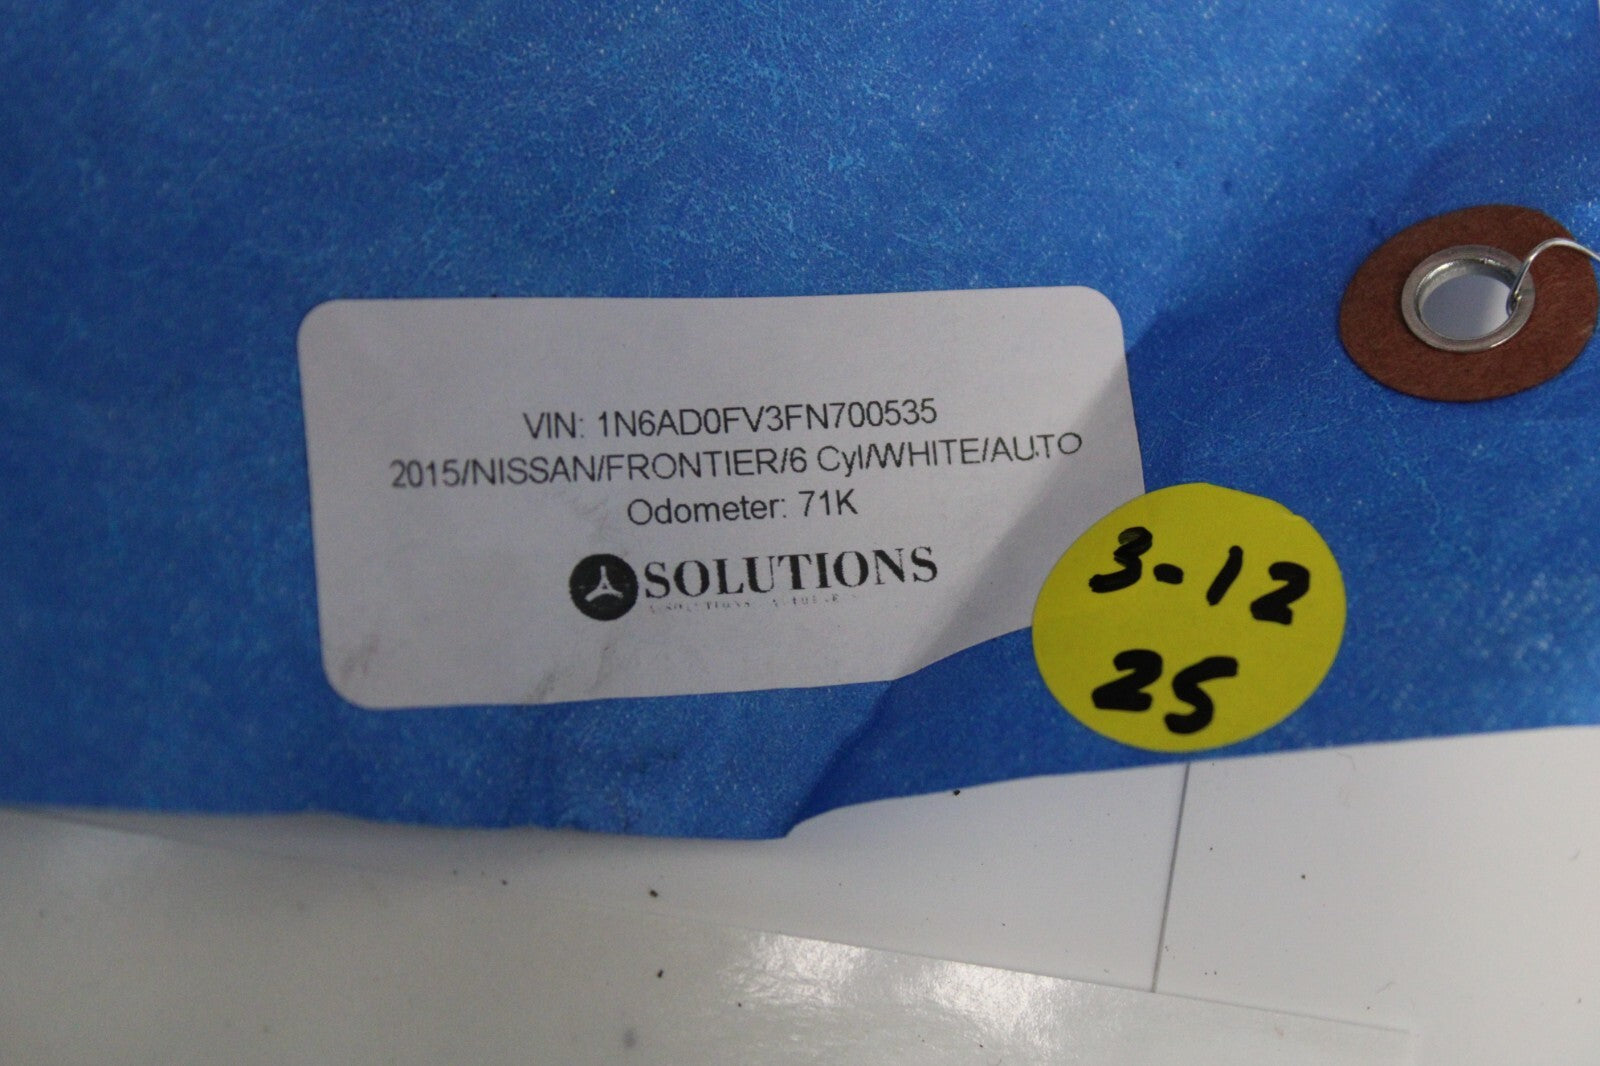 VIN: 1N6AD0FV3FN700535
2015/NISSAN/FRONTIER/6 Cyl/WHITE/AUTO
Odometer: 71K
SOLUTIONS
3-12
25